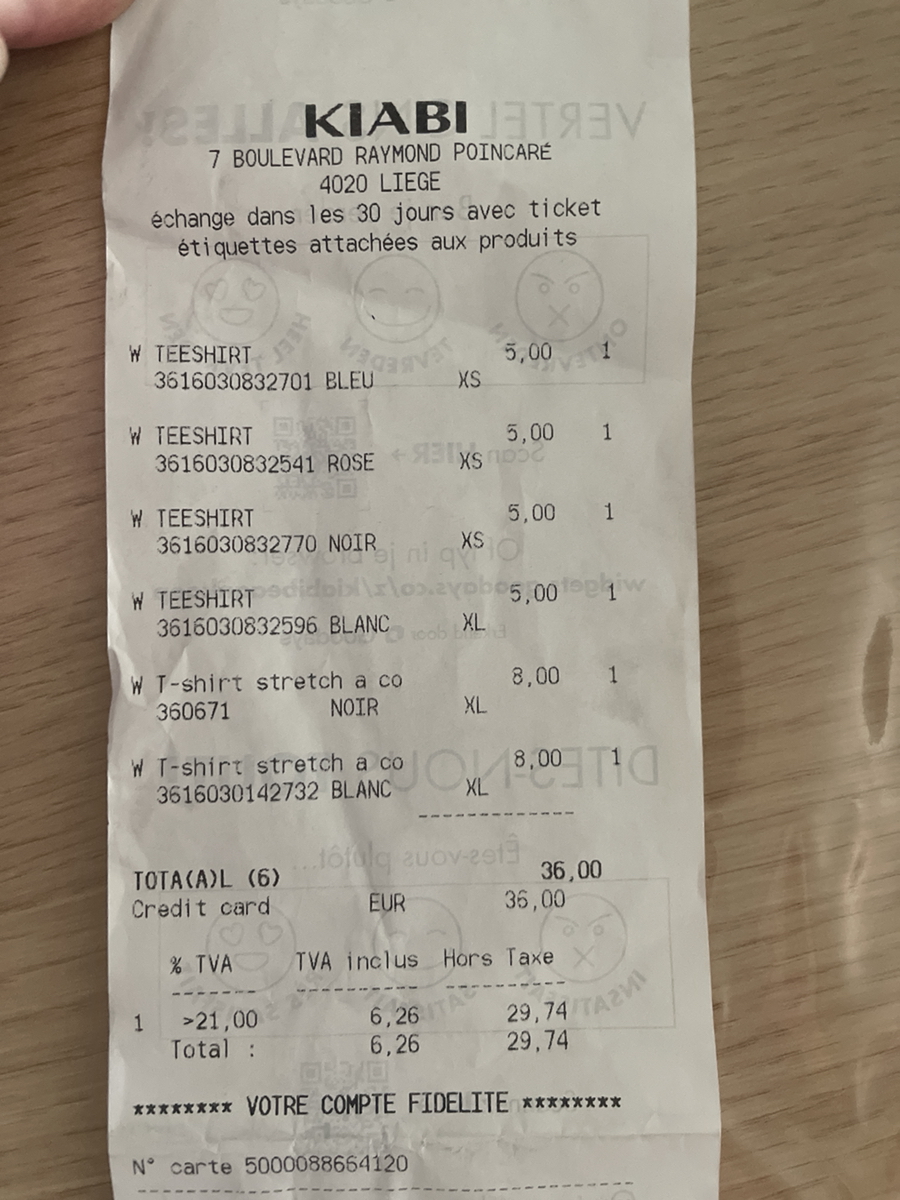 KIABI
7 BOULEVARD RAYMOND POINCARÉ
4020 LIEGE
échange dans les 30 jours avec ticket
étiquettes attachées aux produits
W TEESHIRT 5,00 1
3616030832701 BLEU XS
W TEESHIRT 5,00 1
3616030832541 ROSE XS
W TEESHIRT 5,00 1
3616030832770 NOIR XS
W TEESHIRT 5,00 1
3616030832596 BLANC XL
W T-shirt stretch a co 8,00 1
360671 NOIR XL
W T-shirt stretch a co 8,00 1
3616030142732 BLANC XL
-------------
TOTA(A)L (6) 36,00
Credit card EUR 36,00
% TVA TVA inclus Hors Taxe
------- ---------- ----------
1 >21,00 6,26 29,74
Total : 6,26 29,74
******** VOTRE COMPTE FIDELITE ********
N° carte 5000088664120